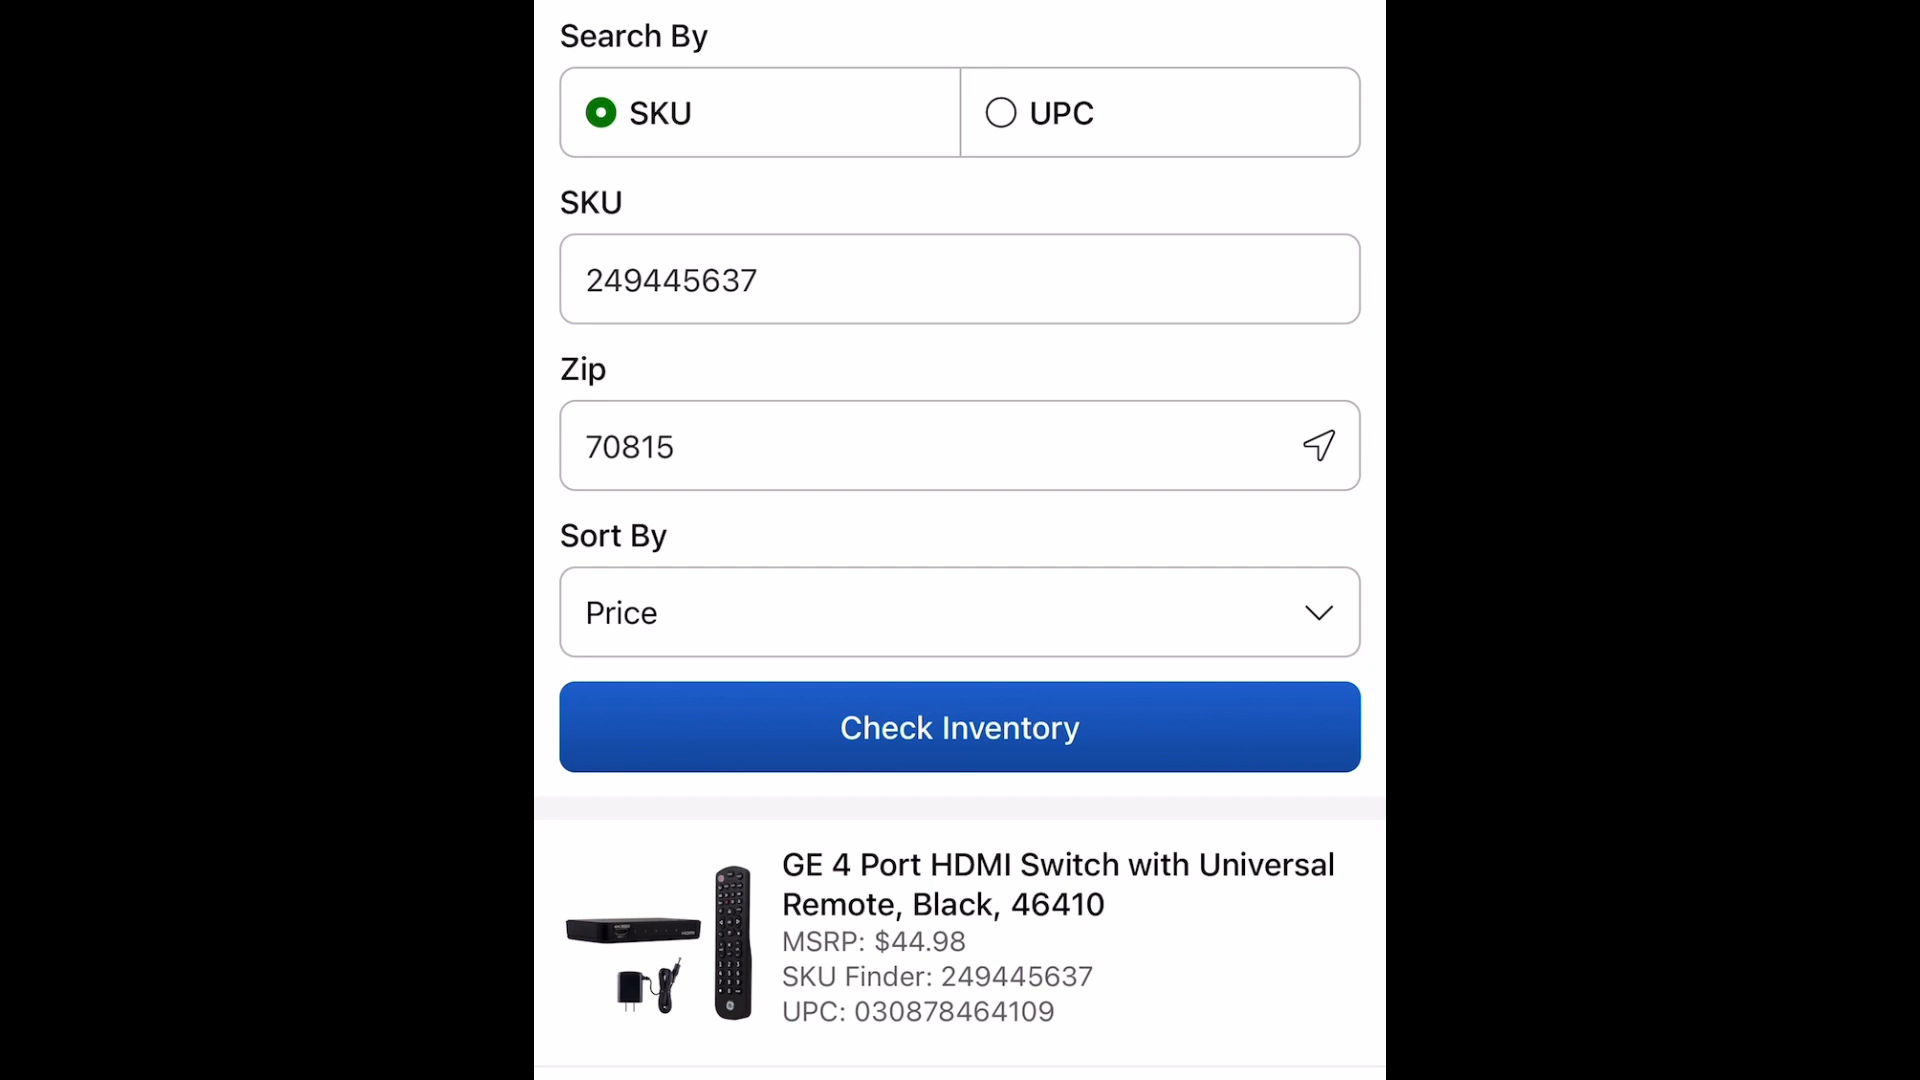 Search By
SKU
UPC
SKU
249445637
Zip
70815
Sort By
Price
Check Inventory
GE 4 Port HDMI Switch with Universal
Remote, Black, 46410
MSRP: $44.98
SKU Finder: 249445637
UPC: 030878464109